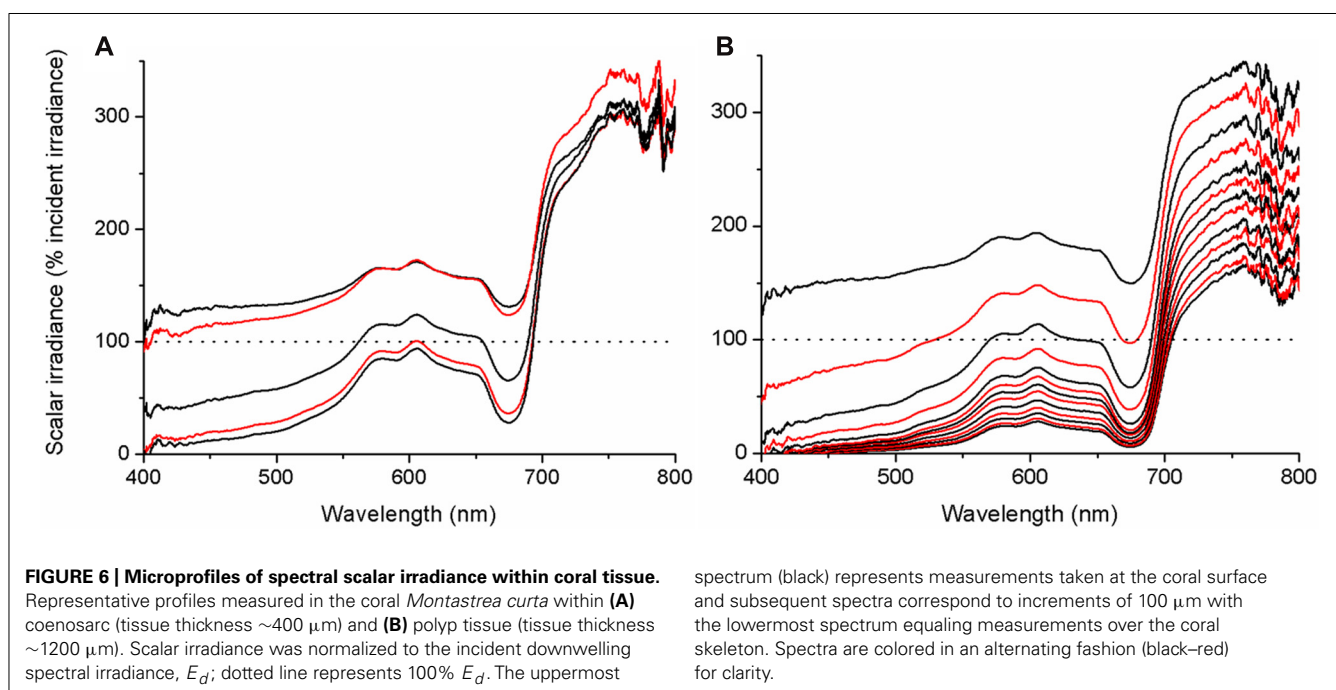 A
B
Scalar irradiance (% incident irradiance)
300
200
100
0
400
500
600
700
800
Wavelength (nm)
300
200
100
0
400
500
600
700
800
Wavelength (nm)
FIGURE 6 | Microprofiles of spectral scalar irradiance within coral tissue.
Representative profiles measured in the coral Montastrea curta within (A)
coenosarc (tissue thickness ~400 μm) and (B) polyp tissue (tissue thickness
~1200 μm). Scalar irradiance was normalized to the incident downwelling
spectral irradiance, Ed; dotted line represents 100% Ed. The uppermost
spectrum (black) represents measurements taken at the coral surface
and subsequent spectra correspond to increments of 100 μm with
the lowermost spectrum equaling measurements over the coral
skeleton. Spectra are colored in an alternating fashion (black–red)
for clarity.